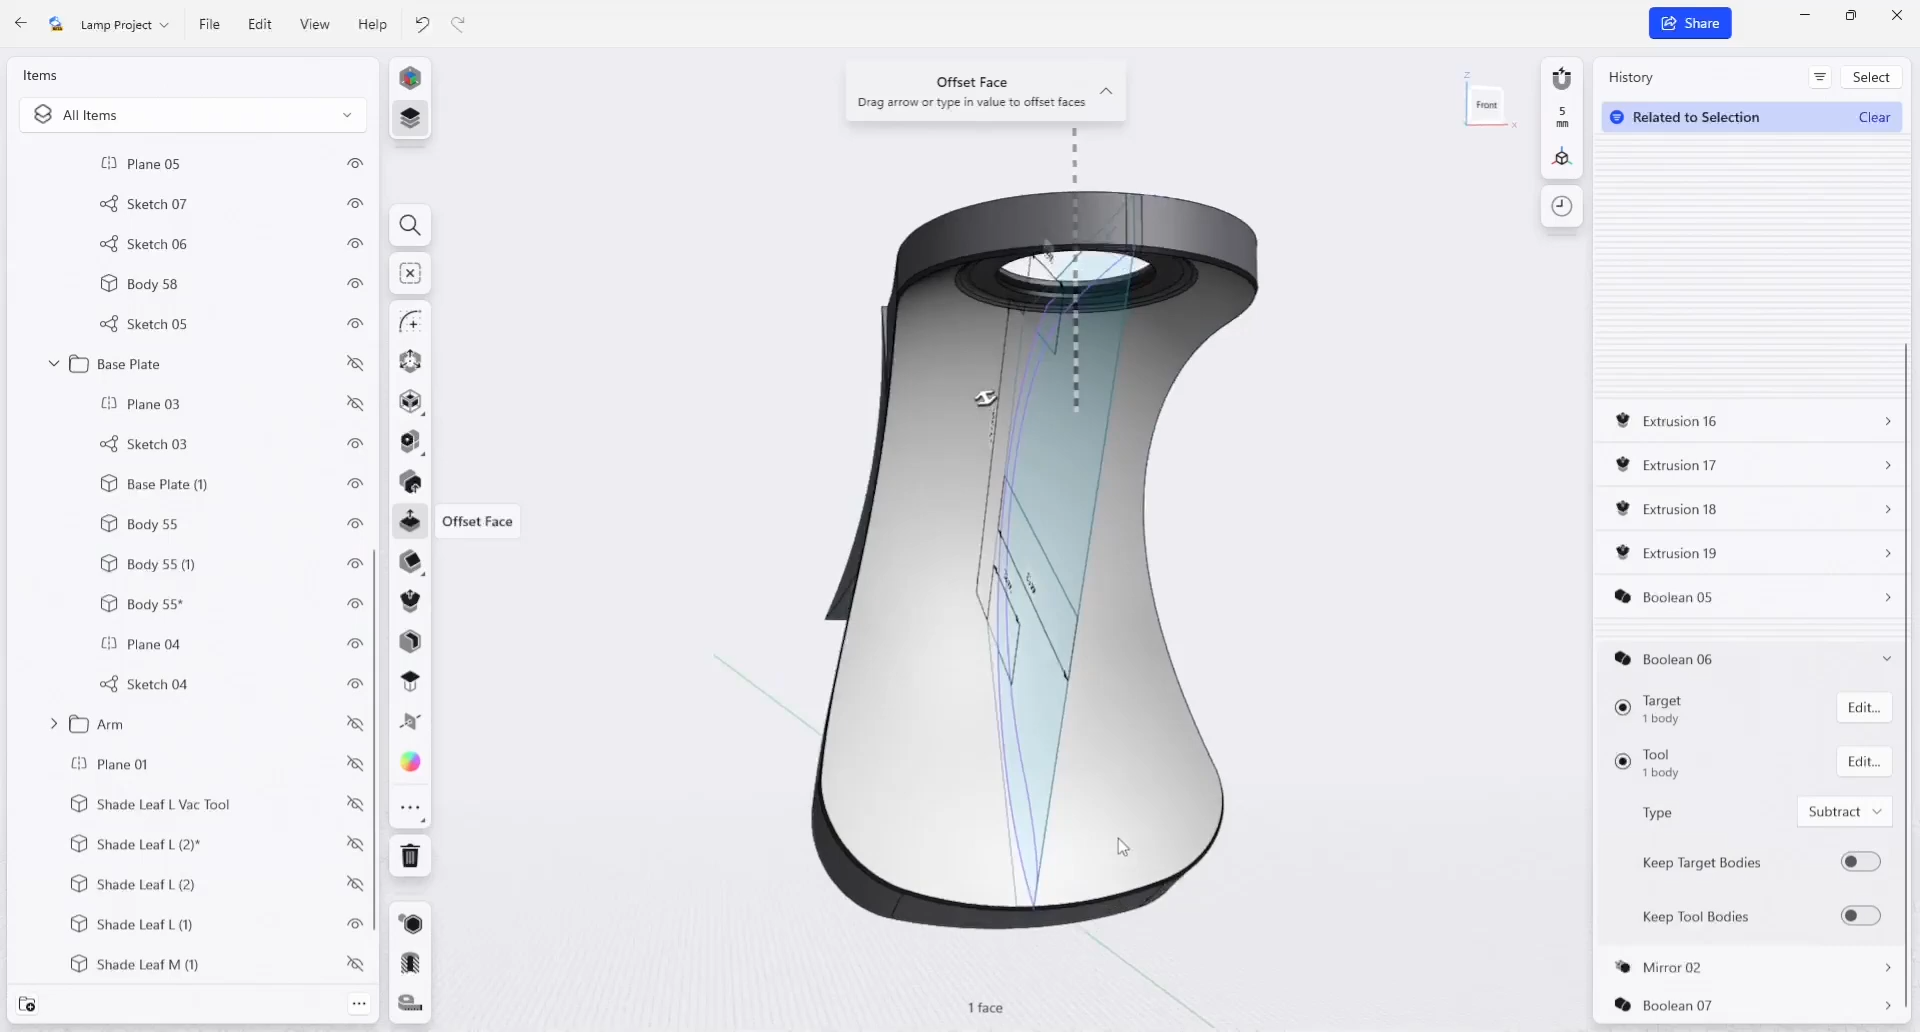 Lamp Project
File
Edit
View
Help
Share
Items
All Items
Plane 05
Sketch 07
Sketch 06
Body 58
Sketch 05
Base Plate
Plane 03
Sketch 03
Base Plate (1)
Body 55
Body 55 (1)
Body 55*
Plane 04
Sketch 04
Arm
Plane 01
Shade Leaf L Vac Tool
Shade Leaf L (2)*
Shade Leaf L (2)
Shade Leaf L (1)
Shade Leaf M (1)
Offset Face
Offset Face
Drag arrow or type in value to offset faces
Z
Front
X
1 face
5
mm
History
Select
Related to Selection
Clear
Extrusion 16
Extrusion 17
Extrusion 18
Extrusion 19
Boolean 05
Boolean 06
Target
1 body
Edit...
Tool
1 body
Edit...
Type
Subtract
Keep Target Bodies
Keep Tool Bodies
Mirror 02
Boolean 07